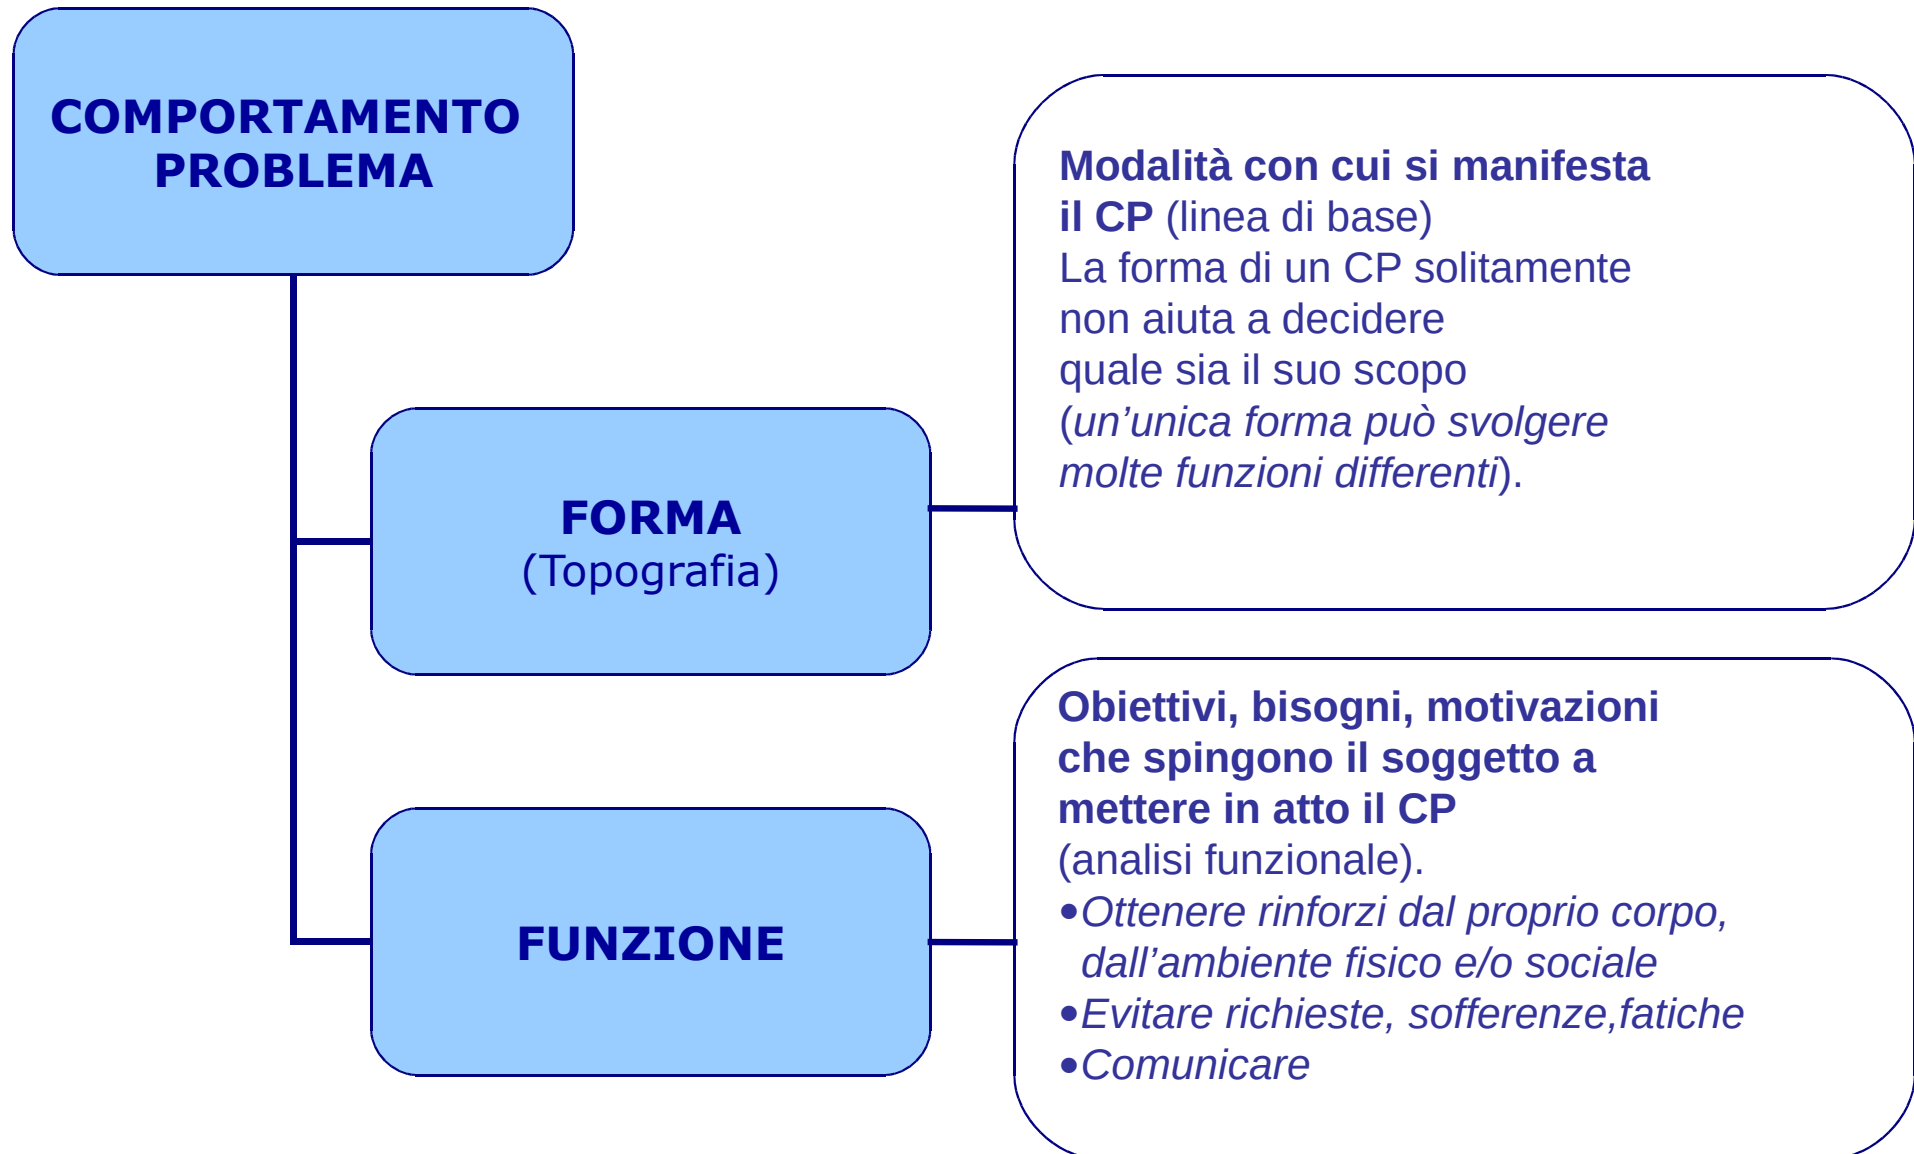 COMPORTAMENTO
PROBLEMA
Modalità con cui si manifesta
il CP (linea di base)
La forma di un CP solitamente
non aiuta a decidere
quale sia il suo scopo
(un’unica forma può svolgere
molte funzioni differenti).
FORMA
(Topografia)
Obiettivi, bisogni, motivazioni
che spingono il soggetto a
mettere in atto il CP
(analisi funzionale).
•Ottenere rinforzi dal proprio corpo,
dall’ambiente fisico e/o sociale
•Evitare richieste, sofferenze,fatiche
•Comunicare
FUNZIONE